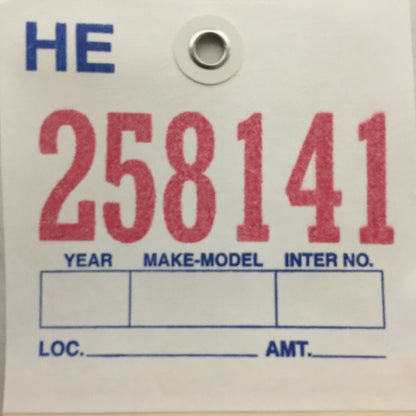 HE
258141
YEAR MAKE-MODEL INTER NO.
LOC. AMT.